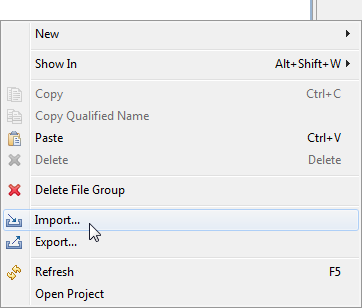 New
Show In Alt+Shift+W
Copy Ctrl+C
Copy Qualified Name
Paste Ctrl+V
Delete Delete
Delete File Group
Import...
Export...
Refresh F5
Open Project